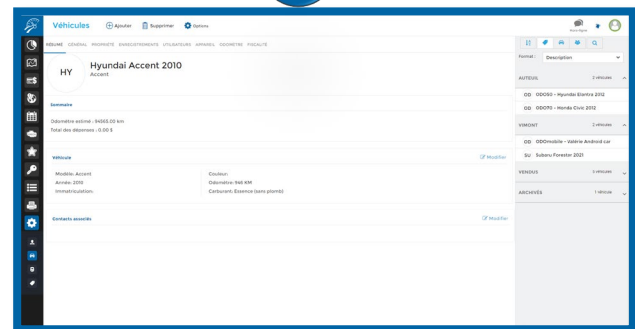 Véhicules
Ajouter
Supprimer
Options
RÉSUMÉ GÉNÉRAL PROPRIÉTÉ ENREGISTREMENTS UTILISATEURS APPAREIL ODOMÈTRE FISCALITÉ
HY
Hyundai Accent 2010
Accent
Sommaire
Odomètre estimé : 94565.00 km
Total des dépenses : 0.00 $
Véhicule
Modifier
Modèle: Accent
Année: 2010
Immatriculation:
Couleur:
Odomètre: 946 KM
Carburant: Essence (sans plomb)
Contacts associés
Modifier
Format :
Description
AUTEUIL
2 véhicules
OD ODO50 - Hyundai Elantra 2012
OD ODO70 - Honda Civic 2012
VIMONT
2 véhicules
OD ODOmobile - Valérie Android car
SU Subaru Forester 2021
VENDUS
3 véhicules
ARCHIVÉS
1 véhicule